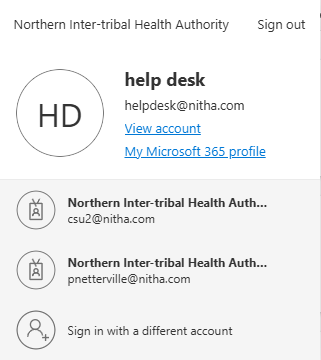 Northern Inter-tribal Health Authority Sign out
HD
help desk
helpdesk@nitha.com
View account
My Microsoft 365 profile
Northern Inter-tribal Health Auth...
csu2@nitha.com
Northern Inter-tribal Health Auth...
pnetterville@nitha.com
Sign in with a different account